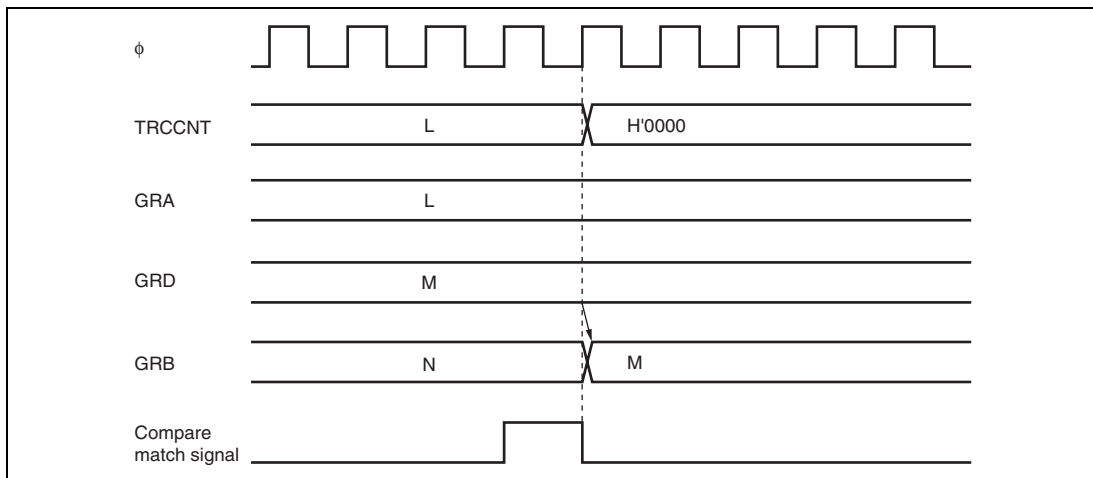 ϕ
TRCCNT L H'0000
GRA L
GRD M
GRB N M
Compare
match signal